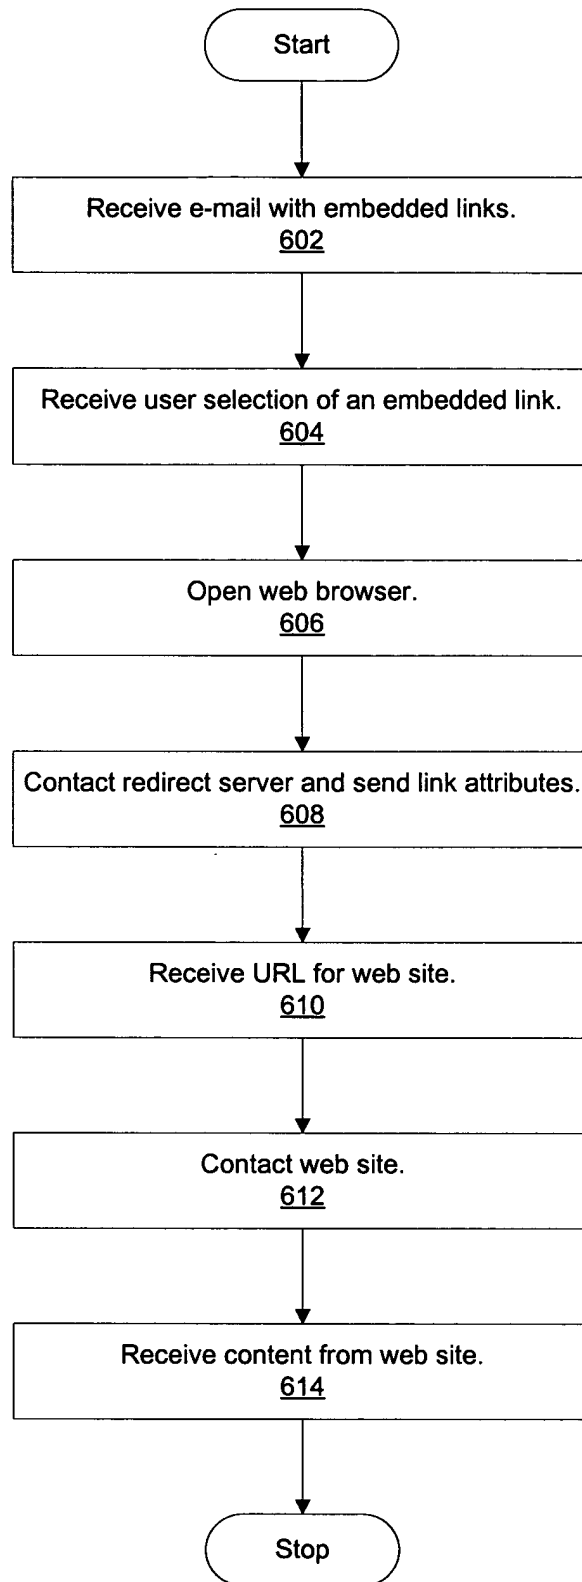 Start
Receive e-mail with embedded links.
602
Receive user selection of an embedded link.
604
Open web browser.
606
Contact redirect server and send link attributes.
608
Receive URL for web site.
610
Contact web site.
612
Receive content from web site.
614
Stop